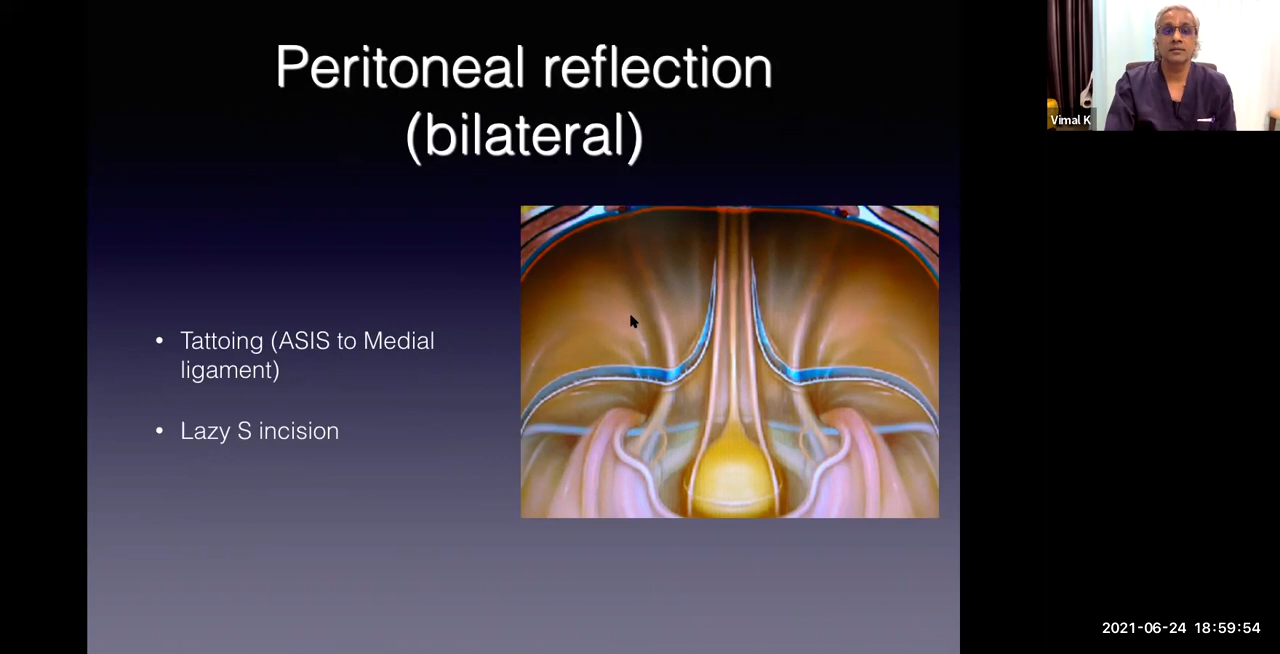 Peritoneal reflection
(bilateral)
• Tattoing (ASIS to Medial
ligament)
• Lazy S incision
Vimal K
2021-06-24 18:59:54